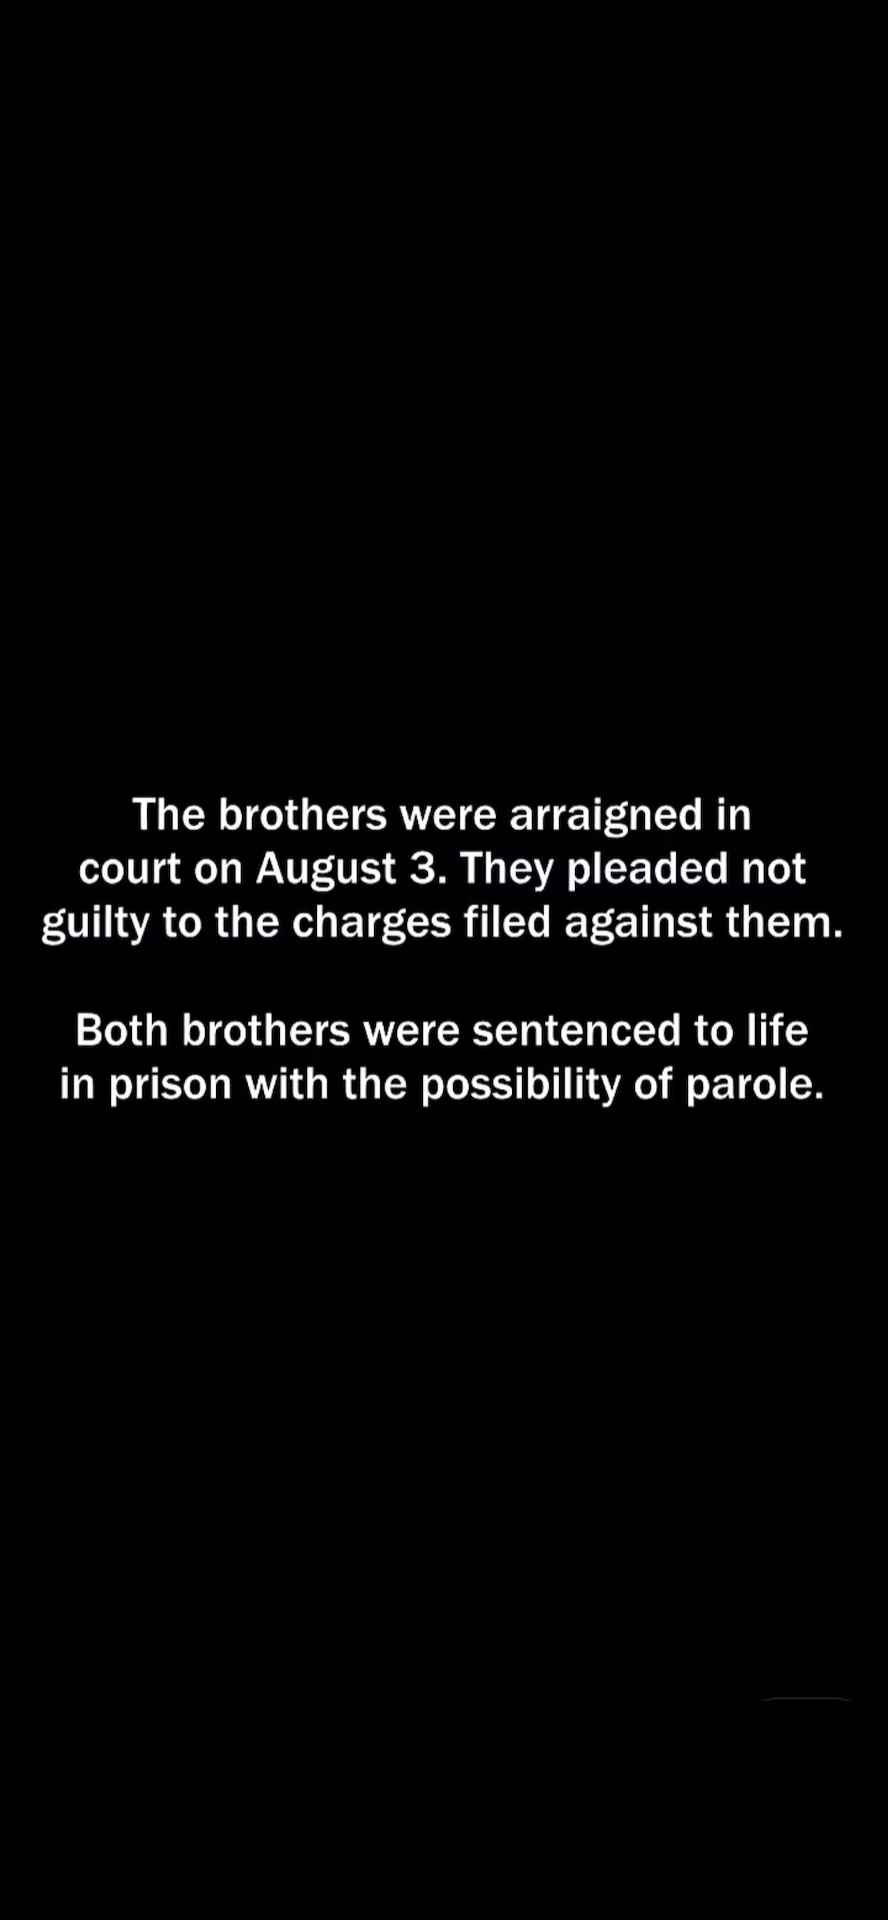 The brothers were arraigned in
court on August 3. They pleaded not
guilty to the charges filed against them.
Both brothers were sentenced to life
in prison with the possibility of parole.